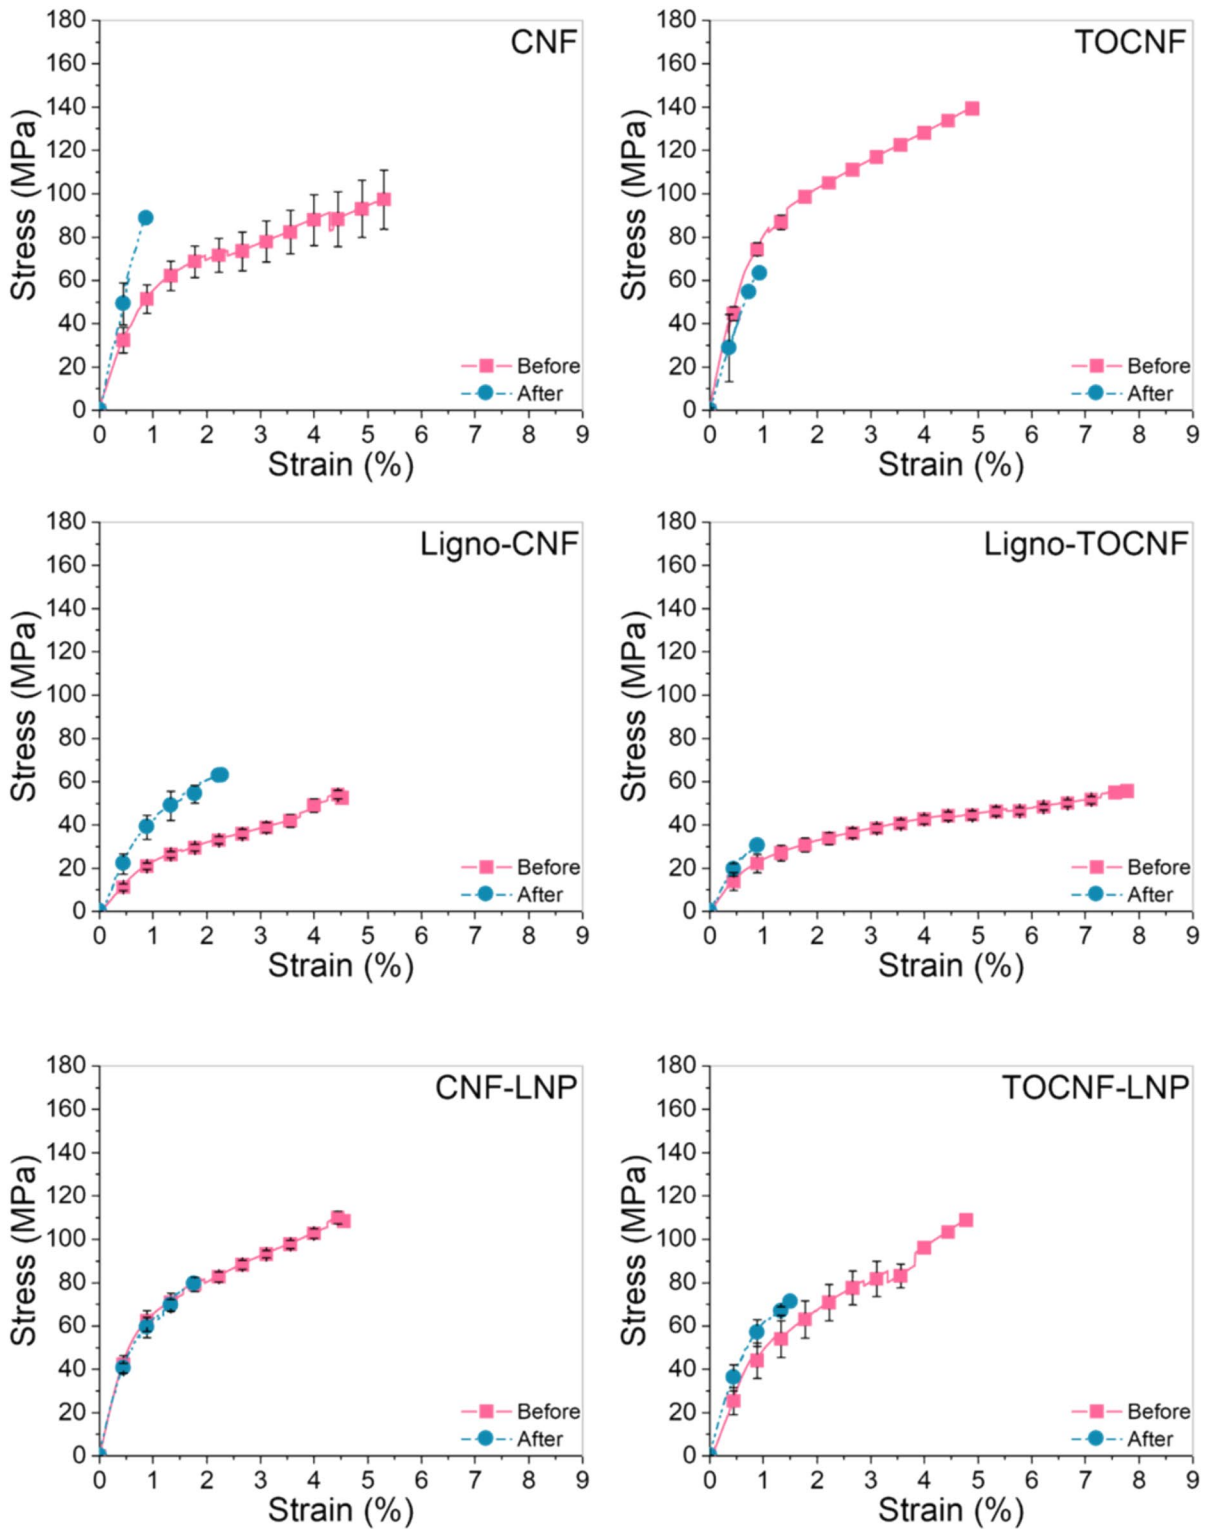 CNF
180
160
140
120
100
80
60
40
20
0
Stress (MPa)
Before
After
0 1 2 3 4 5 6 7 8 9
Strain (%)
TOCNF
180
160
140
120
100
80
60
40
20
0
Stress (MPa)
Before
After
0 1 2 3 4 5 6 7 8 9
Strain (%)
Ligno-CNF
180
160
140
120
100
80
60
40
20
0
Stress (MPa)
Before
After
0 1 2 3 4 5 6 7 8 9
Strain (%)
Ligno-TOCNF
180
160
140
120
100
80
60
40
20
0
Stress (MPa)
Before
After
0 1 2 3 4 5 6 7 8 9
Strain (%)
CNF-LNP
180
160
140
120
100
80
60
40
20
0
Stress (MPa)
Before
After
0 1 2 3 4 5 6 7 8 9
Strain (%)
TOCNF-LNP
180
160
140
120
100
80
60
40
20
0
Stress (MPa)
Before
After
0 1 2 3 4 5 6 7 8 9
Strain (%)